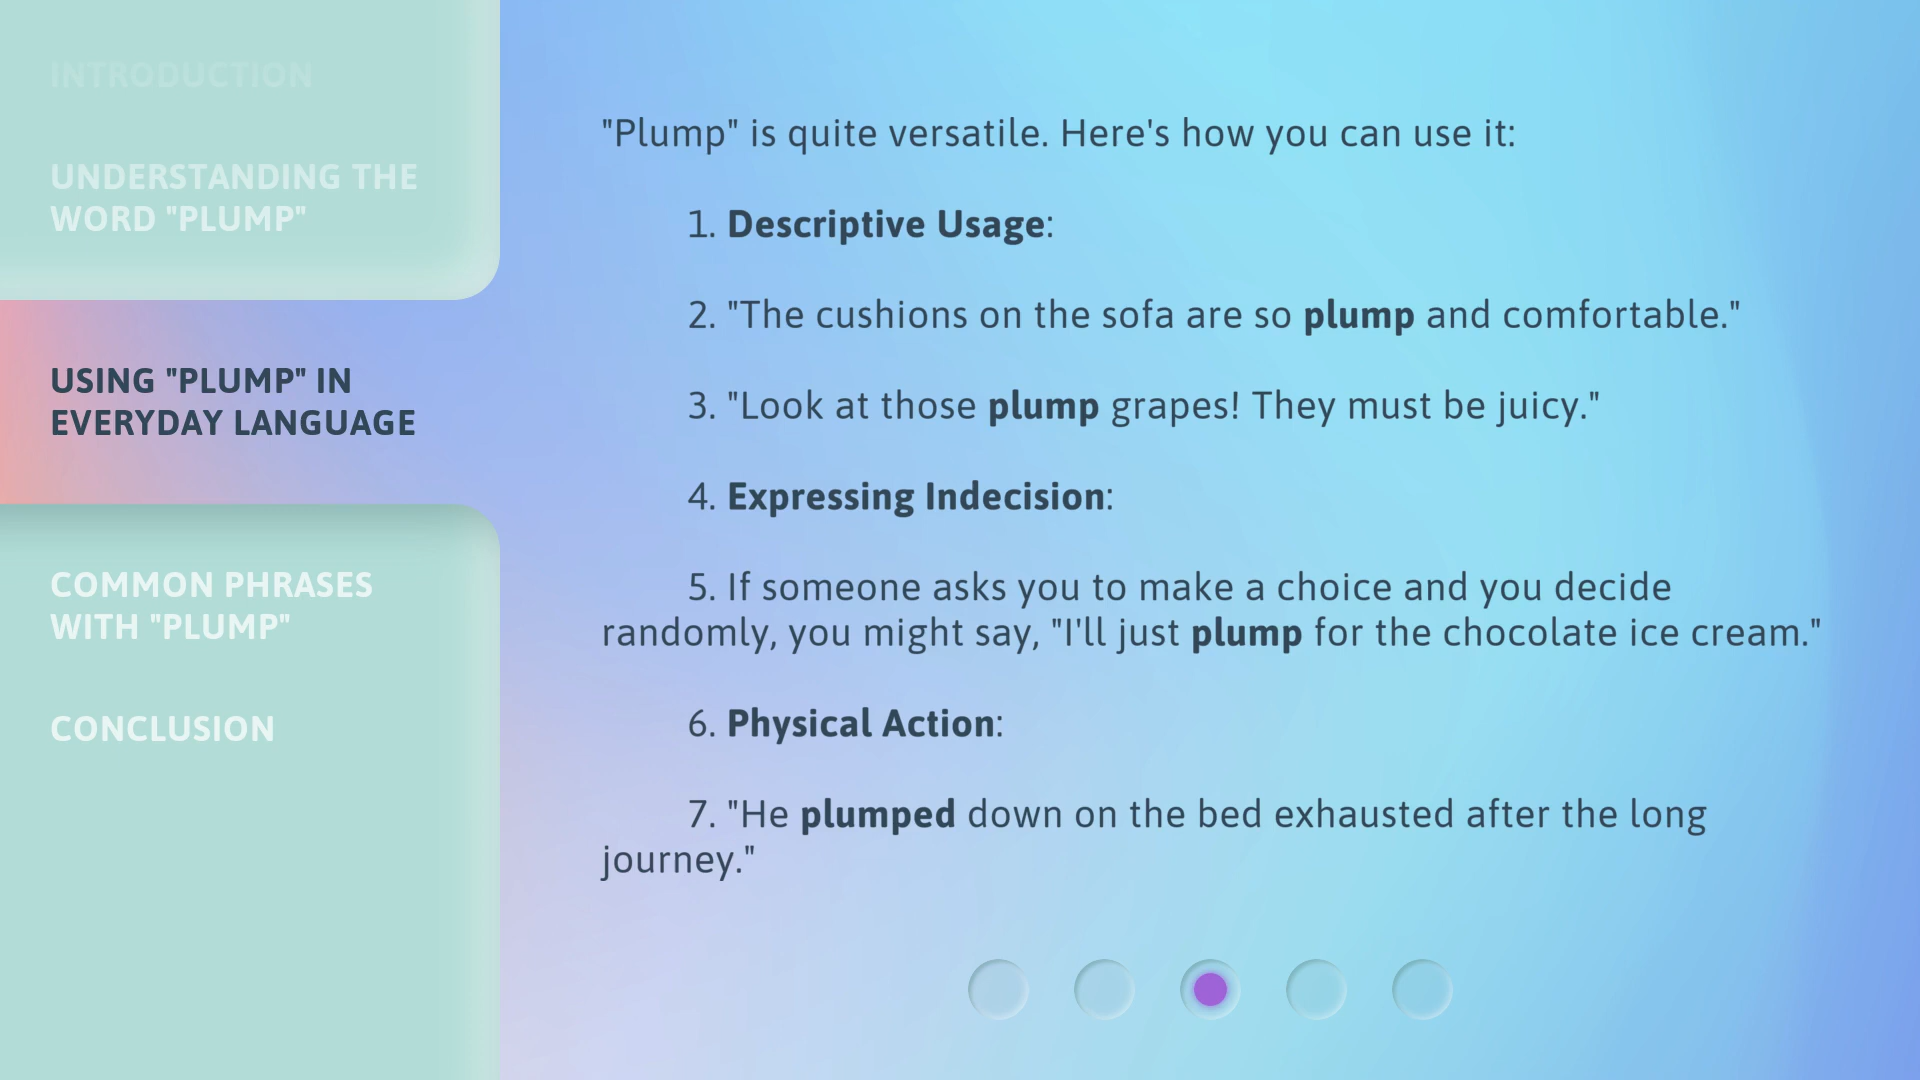 INTRODUCTION
UNDERSTANDING THE
WORD "PLUMP"
USING "PLUMP" IN
EVERYDAY LANGUAGE
COMMON PHRASES
WITH "PLUMP"
CONCLUSION
"Plump" is quite versatile. Here's how you can use it:
1. Descriptive Usage:
2. "The cushions on the sofa are so plump and comfortable."
3. "Look at those plump grapes! They must be juicy."
4. Expressing Indecision:
5. If someone asks you to make a choice and you decide
randomly, you might say, "I'll just plump for the chocolate ice cream."
6. Physical Action:
7. "He plumped down on the bed exhausted after the long
journey."